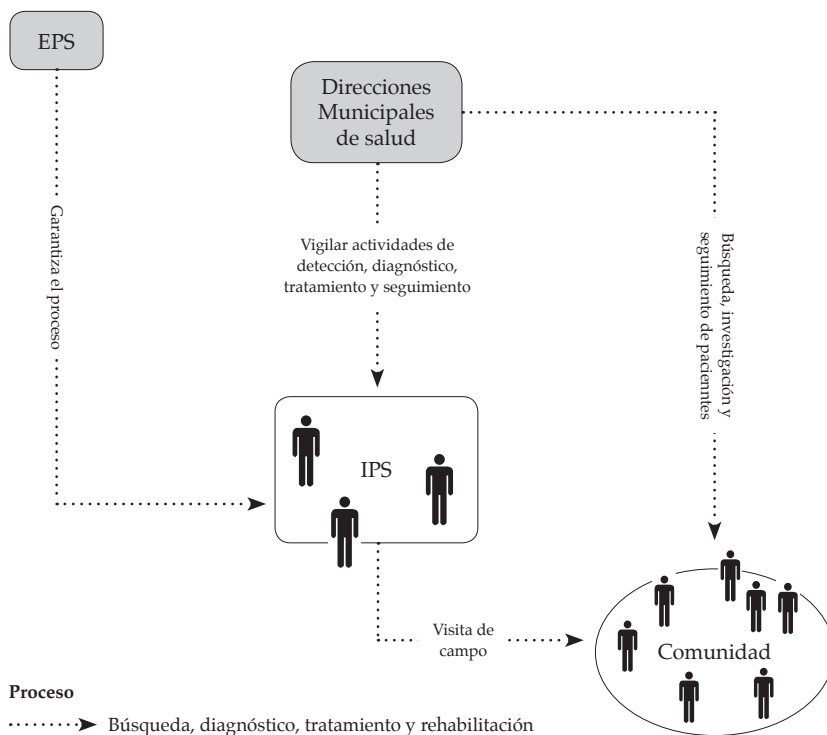 EPS
Direcciones
Municipales
de salud
Garantiza el proceso
Vigilar actividades de
detección, diagnóstico,
tratamiento y seguimiento
Búsqueda, investigación y
seguimiento de pacienntes
IPS
Visita de
campo
Comunidad
Proceso
Búsqueda, diagnóstico, tratamiento y rehabilitación